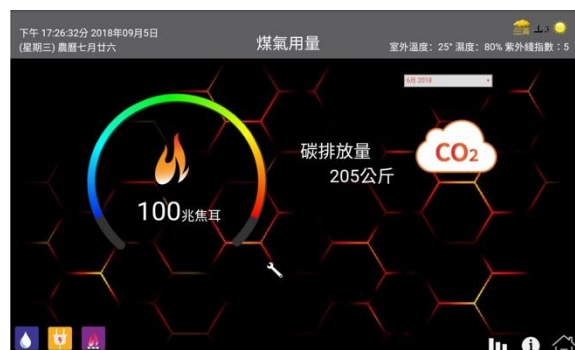 下午 17:26:32分 2018年09月5日
(星期三) 農曆七月廿六
煤氣用量
室外溫度：25° 濕度：80% 紫外綫指數：5
6月 2018
100兆焦耳
碳排放量
205公斤
CO2